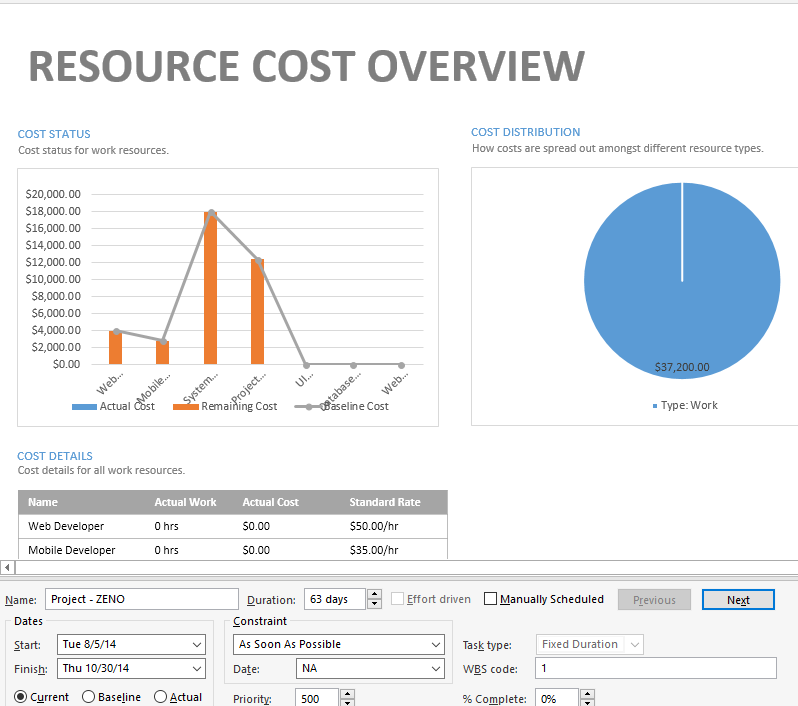 RESOURCE COST OVERVIEW
COST STATUS
Cost status for work resources.
$20,000.00
$18,000.00
$16,000.00
$14,000.00
$12,000.00
$10,000.00
$8,000.00
$6,000.00
$4,000.00
$2,000.00
$0.00
Web... Mobile... System... Project... UI... Database... Web...
Actual Cost Remaining Cost Baseline Cost
COST DISTRIBUTION
How costs are spread out amongst different resource types.
$37,200.00
Type: Work
COST DETAILS
Cost details for all work resources.
Name Actual Work Actual Cost Standard Rate
Web Developer 0 hrs $0.00 $50.00/hr
Mobile Developer 0 hrs $0.00 $35.00/hr
Name: Project - ZENO Duration: 63 days Effort driven Manually Scheduled Previous Next
Dates
Start: Tue 8/5/14
Finish: Thu 10/30/14
Current Baseline Actual
Constraint
As Soon As Possible
Date: NA
Priority: 500
Task type: Fixed Duration
WBS code: 1
% Complete: 0%